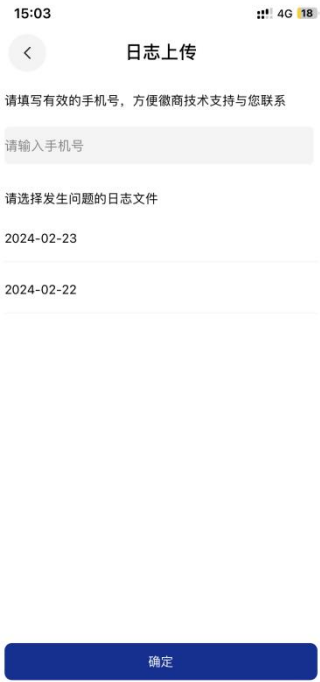 15:03
4G 18
日志上传
请填写有效的手机号，方便徽商技术支持与您联系
请输入手机号
请选择发生问题的日志文件
2024-02-23
2024-02-22
确定